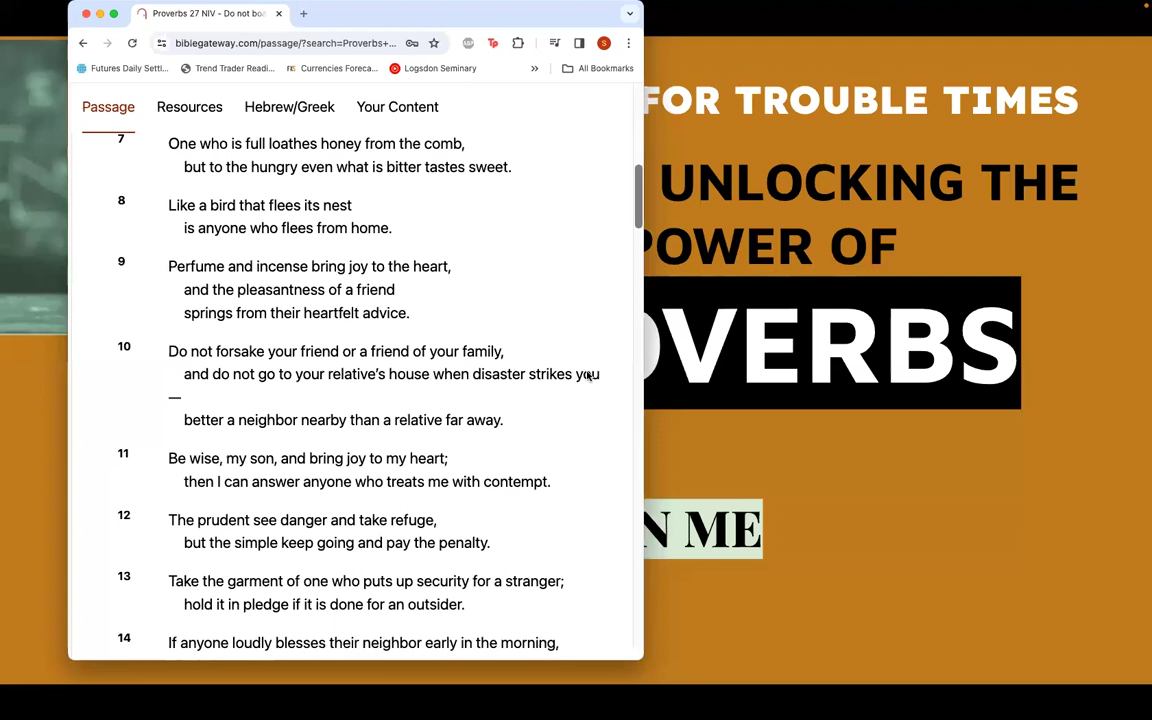 Proverbs 27 NIV - Do not boa
bibiegateway.com/passage/?search=Proverbs+...
S
Futures Daily Settl...
Trend Trader Readi...
Currencies Foreca...
Logsdon Seminary
All Bookmarks
Passage
Resources
Hebrew/Greek
Your Content
7 One who is full loathes honey from the comb,
but to the hungry even what is bitter tastes sweet.
8 Like a bird that flees its nest
is anyone who flees from home.
9 Perfume and incense bring joy to the heart,
and the pleasantness of a friend
springs from their heartfelt advice.
10 Do not forsake your friend or a friend of your family,
and do not go to your relative’s house when disaster strikes you
—
better a neighbor nearby than a relative far away.
11 Be wise, my son, and bring joy to my heart;
then I can answer anyone who treats me with contempt.
12 The prudent see danger and take refuge,
but the simple keep going and pay the penalty.
13 Take the garment of one who puts up security for a stranger;
hold it in pledge if it is done for an outsider.
14 If anyone loudly blesses their neighbor early in the morning,
FOR TROUBLE TIMES
UNLOCKING THE
POWER OF
OVERBS
N ME